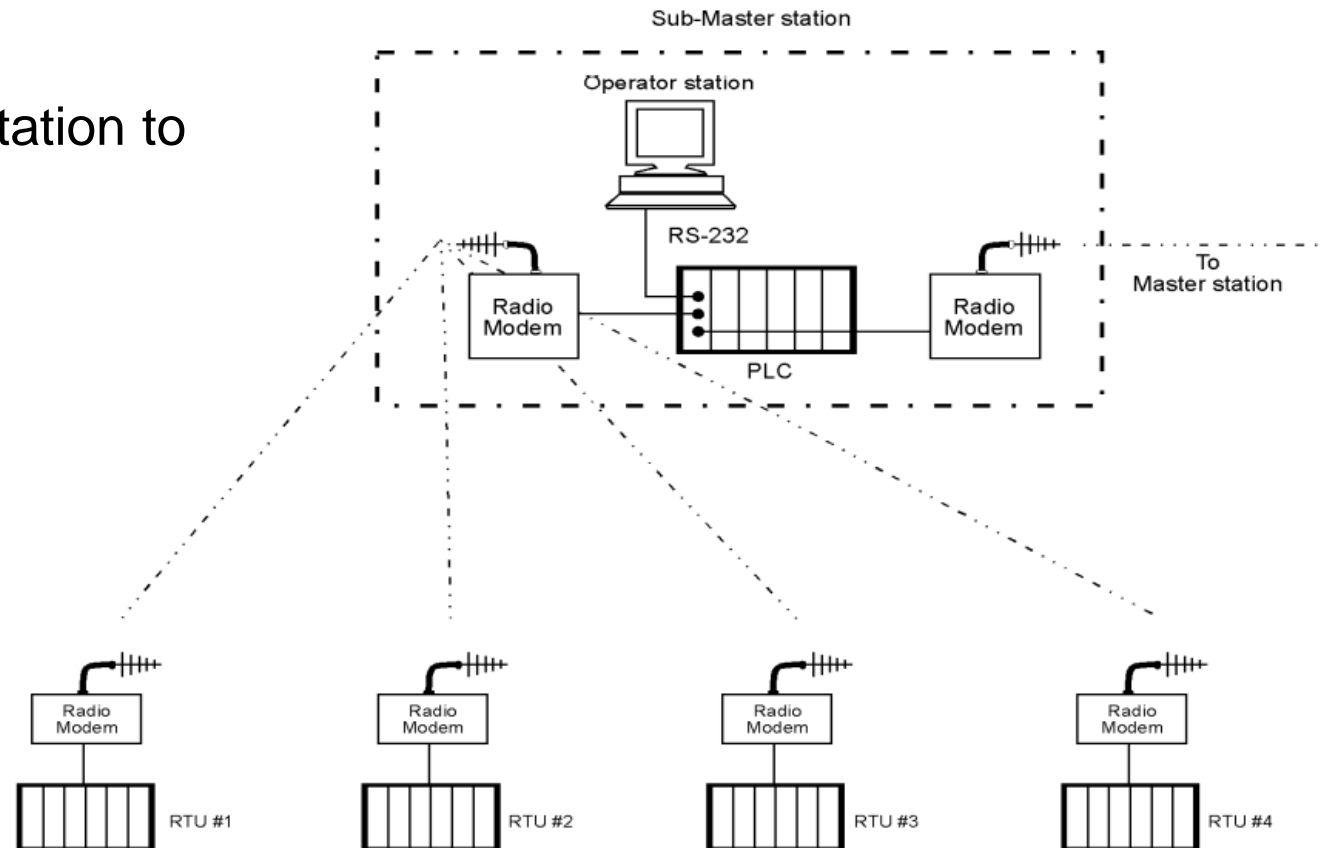 Sub-Master station
Operator station
tation to
RS-232
To
Master station
Radio
Modem
Radio
Modem
PLC
Radio
Modem
Radio
Modem
Radio
Modem
Radio
Modem
RTU #1
RTU #2
RTU #3
RTU #4